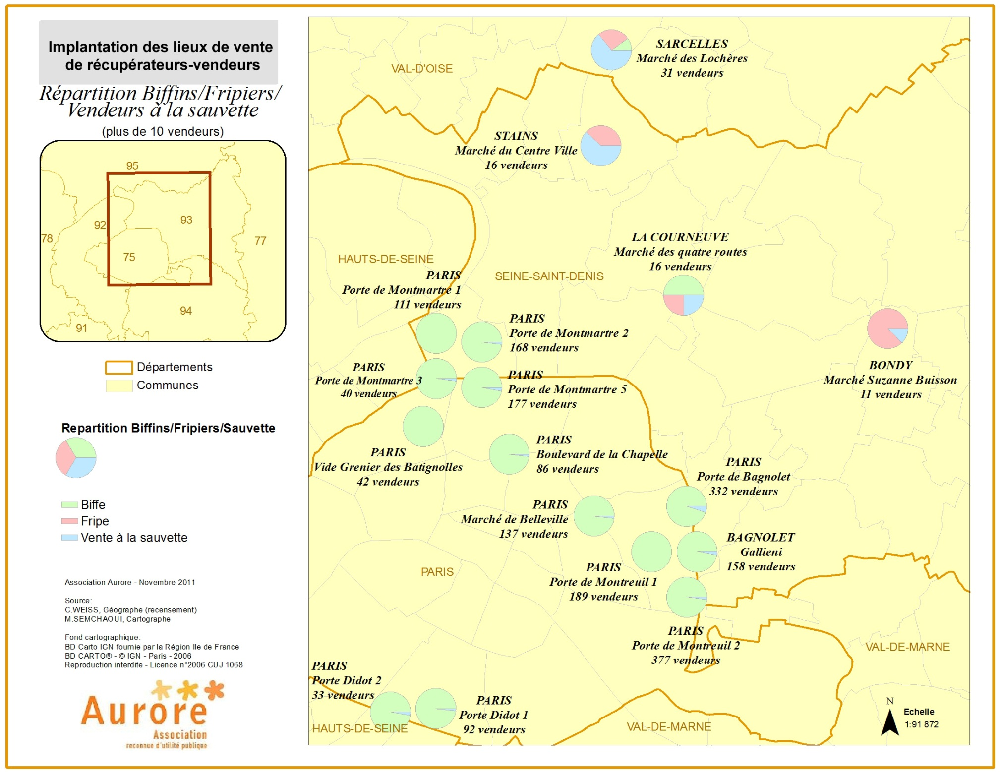 Implantation des lieux de vente
de récupérateurs-vendeurs
Répartition Biffins/Fripiers/
Vendeurs à la sauvette
(plus de 10 vendeurs)
95
92
93
78
77
75
94
91
Départements
Communes
Repartition Biffins/Fripiers/Sauvette
Biffe
Fripe
Vente à la sauvette
Association Aurore - Novembre 2011
Source:
C.WEISS, Géographe (recensement)
M.SEMCHAOUI, Cartographe
Fond cartographique:
BD Carto IGN fournie par la Région Ile de France
BD CARTO® - © IGN - Paris - 2006
Reproduction interdite - Licence n°2006 CUJ 1068
Aurore
Association
reconnue d'utilité publique
VAL-D'OISE
SARCELLES
Marché des Lochères
31 vendeurs
STAINS
Marché du Centre Ville
16 vendeurs
LA COURNEUVE
Marché des quatre routes
16 vendeurs
HAUTS-DE-SEINE
SEINE-SAINT-DENIS
PARIS
Porte de Montmartre 1
111 vendeurs
PARIS
Porte de Montmartre 2
168 vendeurs
PARIS
Porte de Montmartre 3
40 vendeurs
PARIS
Porte de Montmartre 5
177 vendeurs
BONDY
Marché Suzanne Buisson
11 vendeurs
PARIS
Vide Grenier des Batignolles
42 vendeurs
PARIS
Boulevard de la Chapelle
86 vendeurs
PARIS
Porte de Bagnolet
332 vendeurs
PARIS
Marché de Belleville
137 vendeurs
BAGNOLET
Gallieni
158 vendeurs
PARIS
PARIS
Porte de Montreuil 1
189 vendeurs
PARIS
Porte de Montreuil 2
377 vendeurs
VAL-DE-MARNE
PARIS
Porte Didot 2
33 vendeurs
PARIS
Porte Didot 1
92 vendeurs
HAUTS-DE-SEINE
VAL-DE-MARNE
N
Echelle
1:91 872